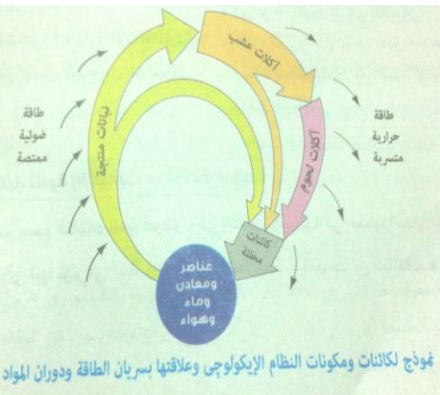 آكلات عشب
نباتات منتجة
طاقة
ضوئية
ممتصة
طاقة
حرارية
متسربة
آكلات لحوم
كائنات
محللة
عناصر
ومعادن
وماء
وهواء
نموذج لكائنات ومكونات النظام الإيكولوجى وعلاقتها بسريان الطاقة ودوران المواد